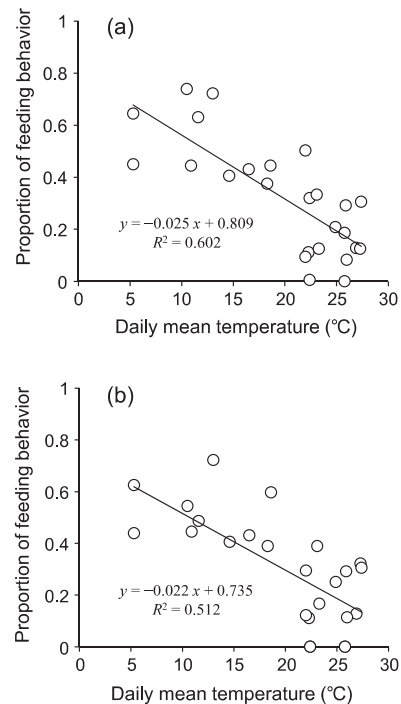 (a)
Proportion of feeding behavior
1
0.8
0.6
0.4
0.2
0
y = −0.025 x + 0.809
R² = 0.602
0 5 10 15 20 25 30
Daily mean temperature (°C)
(b)
Proportion of feeding behavior
1
0.8
0.6
0.4
0.2
0
y = −0.022 x + 0.735
R² = 0.512
0 5 10 15 20 25 30
Daily mean temperature (°C)